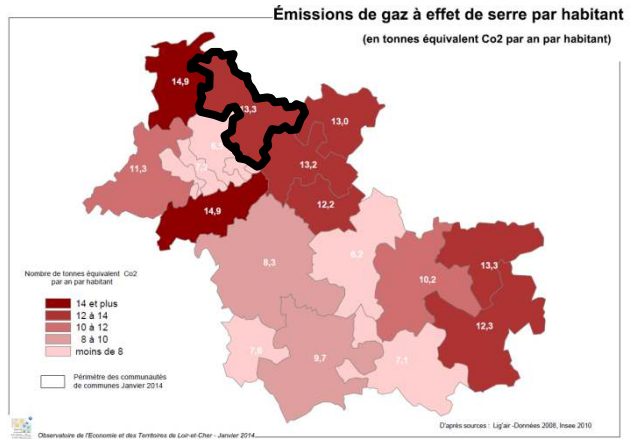 Émissions de gaz à effet de serre par habitant
(en tonnes équivalent Co2 par an par habitant)
14,9
13,3
13,0
13,2
11,3
14,9
12,2
8,3
10,2
13,3
12,3
7,6
9,7
7,1
Nombre de tonnes équivalent Co2
par an par habitant
14 et plus
12 à 14
10 à 12
8 à 10
moins de 8
Périmètre des communautés
de communes Janvier 2014
D'après sources : Lig'air -Données 2008, Insee 2010
Observatoire de l'Economie et des Territoires de Loir-et-Cher - Janvier 2014